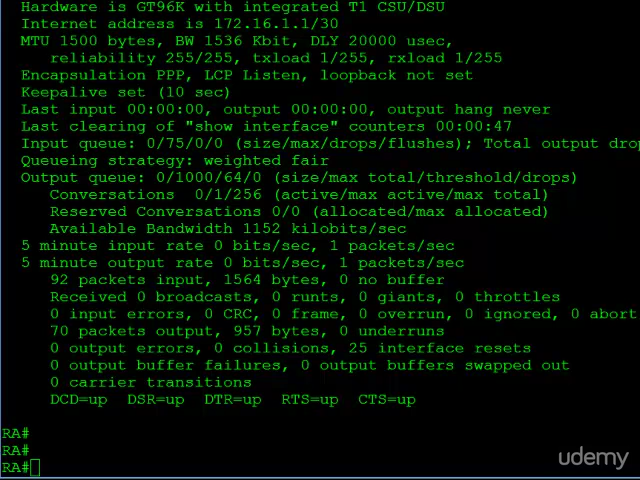 Hardware is GT96K with integrated T1 CSU/DSU
Internet address is 172.16.1.1/30
MTU 1500 bytes, BW 1536 Kbit, DLY 20000 usec,
reliability 255/255, txload 1/255, rxload 1/255
Encapsulation PPP, LCP Listen, loopback not set
Keepalive set (10 sec)
Last input 00:00:00, output 00:00:00, output hang never
Last clearing of "show interface" counters 00:00:47
Input queue: 0/75/0/0 (size/max/drops/flushes); Total output drop
Queueing strategy: weighted fair
Output queue: 0/1000/64/0 (size/max total/threshold/drops)
Conversations 0/1/256 (active/max active/max total)
Reserved Conversations 0/0 (allocated/max allocated)
Available Bandwidth 1152 kilobits/sec
5 minute input rate 0 bits/sec, 1 packets/sec
5 minute output rate 0 bits/sec, 1 packets/sec
92 packets input, 1564 bytes, 0 no buffer
Received 0 broadcasts, 0 runts, 0 giants, 0 throttles
0 input errors, 0 CRC, 0 frame, 0 overrun, 0 ignored, 0 abort
70 packets output, 957 bytes, 0 underruns
0 output errors, 0 collisions, 25 interface resets
0 output buffer failures, 0 output buffers swapped out
0 carrier transitions
DCD=up DSR=up DTR=up RTS=up CTS=up
RA#
RA#
RA#
udemy